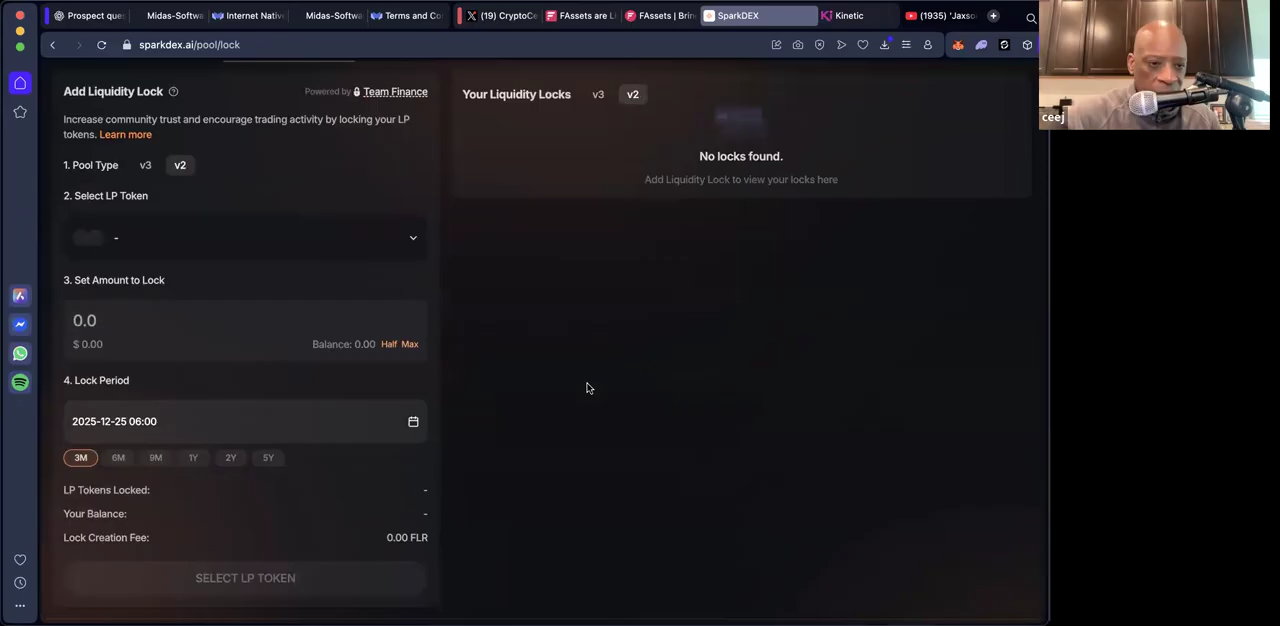 Prospect que
Midas-Softwa
Internet Nativ
Midas-Softwa
Terms and Co
(19) CryptoCe
FAssets are Li
FAssets | Brin
SparkDEX
Kinetic
(1935) 'Jaxso
sparkdex.ai/pool/lock
ceej
Add Liquidity Lock
Powered by Team Finance
Increase community trust and encourage trading activity by locking your LP
tokens. Learn more
1. Pool Type v3 v2
2. Select LP Token
-
3. Set Amount to Lock
0.0
$ 0.00 Balance: 0.00 Half Max
4. Lock Period
2025-12-25 06:00
3M 6M 9M 1Y 2Y 5Y
LP Tokens Locked: -
Your Balance: -
Lock Creation Fee: 0.00 FLR
SELECT LP TOKEN
Your Liquidity Locks v3 v2
No locks found.
Add Liquidity Lock to view your locks here